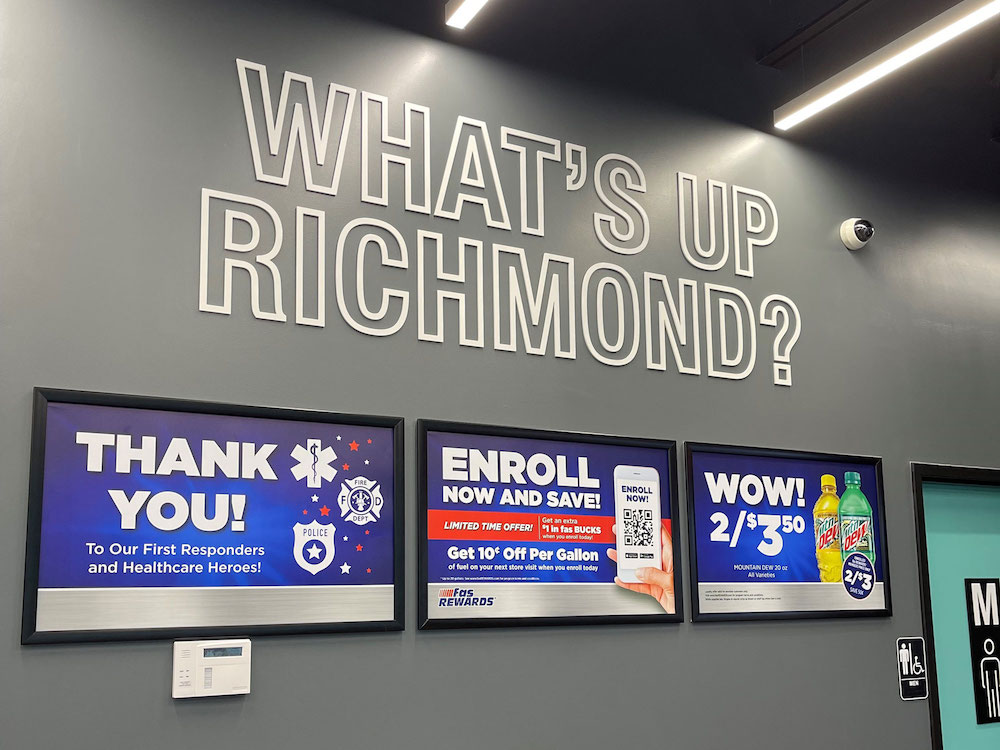 WHAT'S UP
RICHMOND?
THANK
YOU!
To Our First Responders
and Healthcare Heroes!
FIRE
F D
DEPT
POLICE
ENROLL
NOW AND SAVE!
LIMITED TIME OFFER!
Get an extra
$1 in fas BUCKS
when you enroll today!
Get 10¢ Off Per Gallon
of fuel on your next store visit when you enroll today
fas
REWARDS
ENROLL
NOW!
WOW!
2/$3.50
MOUNTAIN DEW 20 oz
All Varieties
2/$3
SAVE 50¢
MEN
M